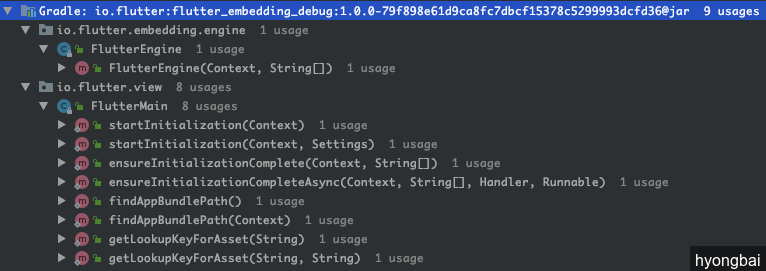 Gradle: io.flutter:flutter_embedding_debug:1.0.0-79f898e61d9ca8fc7dbcf15378c5299993dcfd36@jar 9 usages
io.flutter.embedding.engine 1 usage
FlutterEngine 1 usage
FlutterEngine(Context, String[]) 1 usage
io.flutter.view 8 usages
FlutterMain 8 usages
startInitialization(Context) 1 usage
startInitialization(Context, Settings) 1 usage
ensureInitializationComplete(Context, String[]) 1 usage
ensureInitializationCompleteAsync(Context, String[], Handler, Runnable) 1 usage
findAppBundlePath() 1 usage
findAppBundlePath(Context) 1 usage
getLookupKeyForAsset(String) 1 usage
getLookupKeyForAsset(String, String) 1 usage
hyongbai